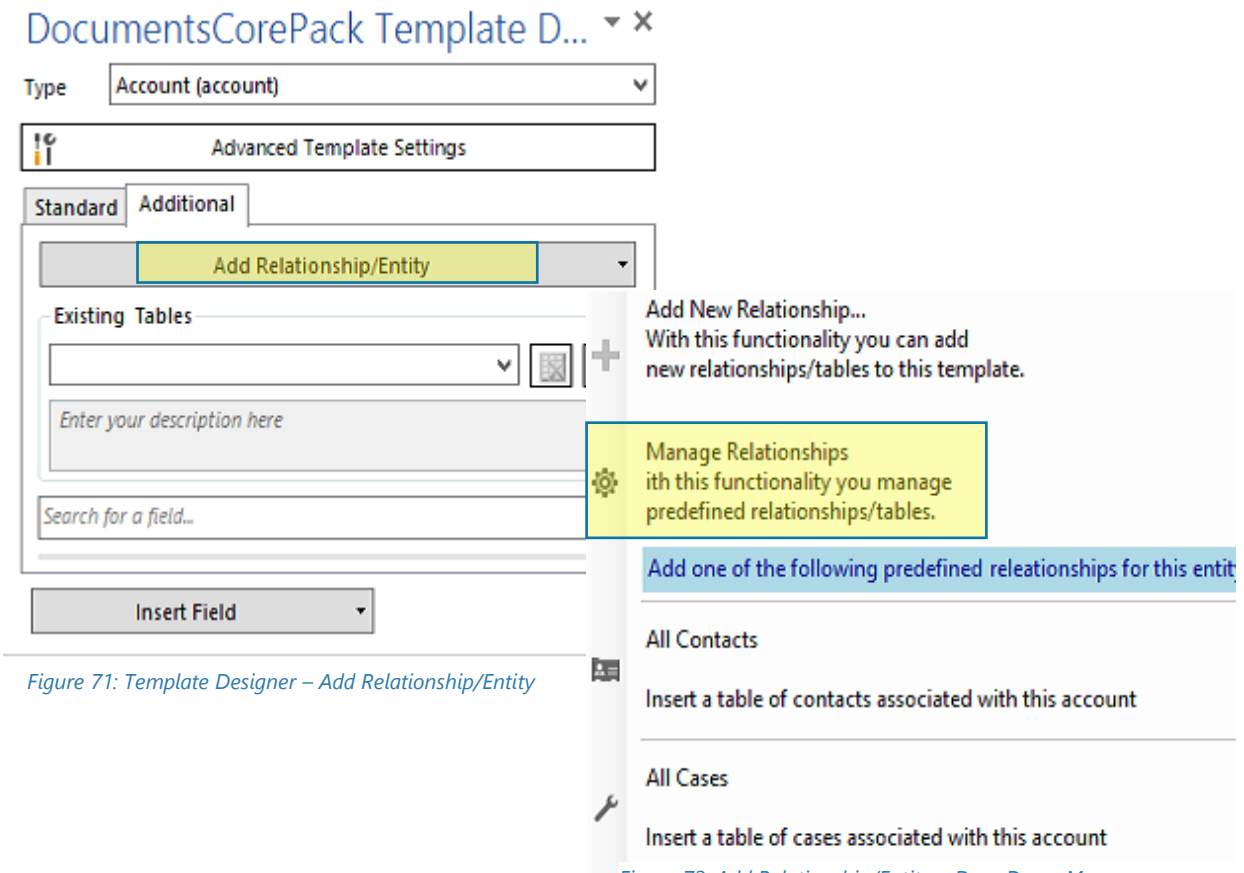 DocumentsCorePack Template D...
Type
Account (account)
Advanced Template Settings
Standard
Additional
Add Relationship/Entity
Existing Tables
Enter your description here
Search for a field...
Insert Field
Figure 71: Template Designer – Add Relationship/Entity
Add New Relationship...
With this functionality you can add
new relationships/tables to this template.
Manage Relationships
ith this functionality you manage
predefined relationships/tables.
Add one of the following predefined releationships for this entity
All Contacts
Insert a table of contacts associated with this account
All Cases
Insert a table of cases associated with this account